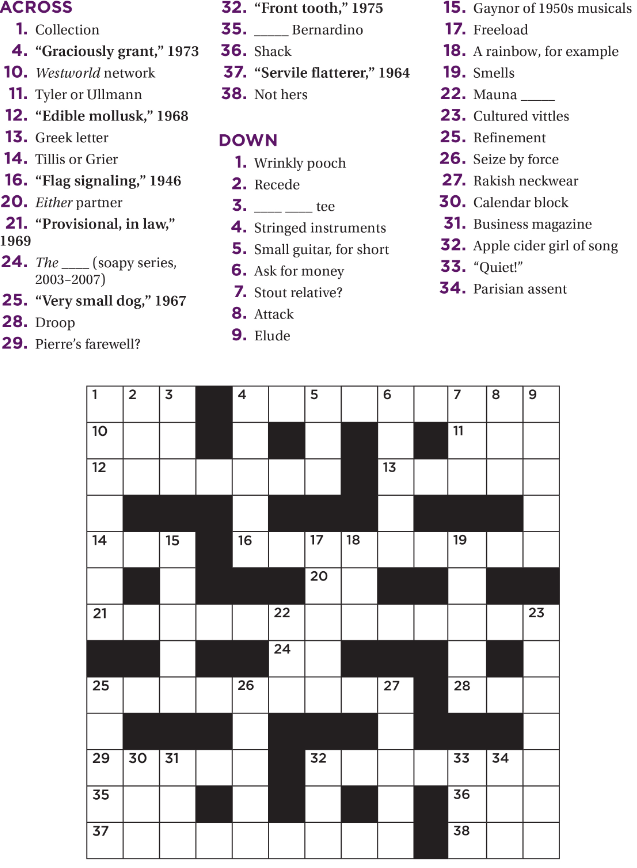 ACROSS
1. Collection
4. “Graciously grant,” 1973
10. Westworld network
11. Tyler or Ullmann
12. “Edible mollusk,” 1968
13. Greek letter
14. Tillis or Grier
16. “Flag signaling,” 1946
20. Either partner
21. “Provisional, in law,”
1969
24. The ____ (soapy series,
2003–2007)
25. “Very small dog,” 1967
28. Droop
29. Pierre’s farewell?
32. “Front tooth,” 1975
35. _____ Bernardino
36. Shack
37. “Servile flatterer,” 1964
38. Not hers
DOWN
1. Wrinkly pooch
2. Recede
3. ____ ____ tee
4. Stringed instruments
5. Small guitar, for short
6. Ask for money
7. Stout relative?
8. Attack
9. Elude
15. Gaynor of 1950s musicals
17. Freeload
18. A rainbow, for example
19. Smells
22. Mauna _____
23. Cultured vittles
25. Refinement
26. Seize by force
27. Rakish neckwear
30. Calendar block
31. Business magazine
32. Apple cider girl of song
33. “Quiet!”
34. Parisian assent
1 2 3 4 5 6 7 8 9
10 11
12 13
14 15 16 17 18 19
20
21 22 23
24
25 26 27 28
29 30 31 32 33 34
35 36
37 38